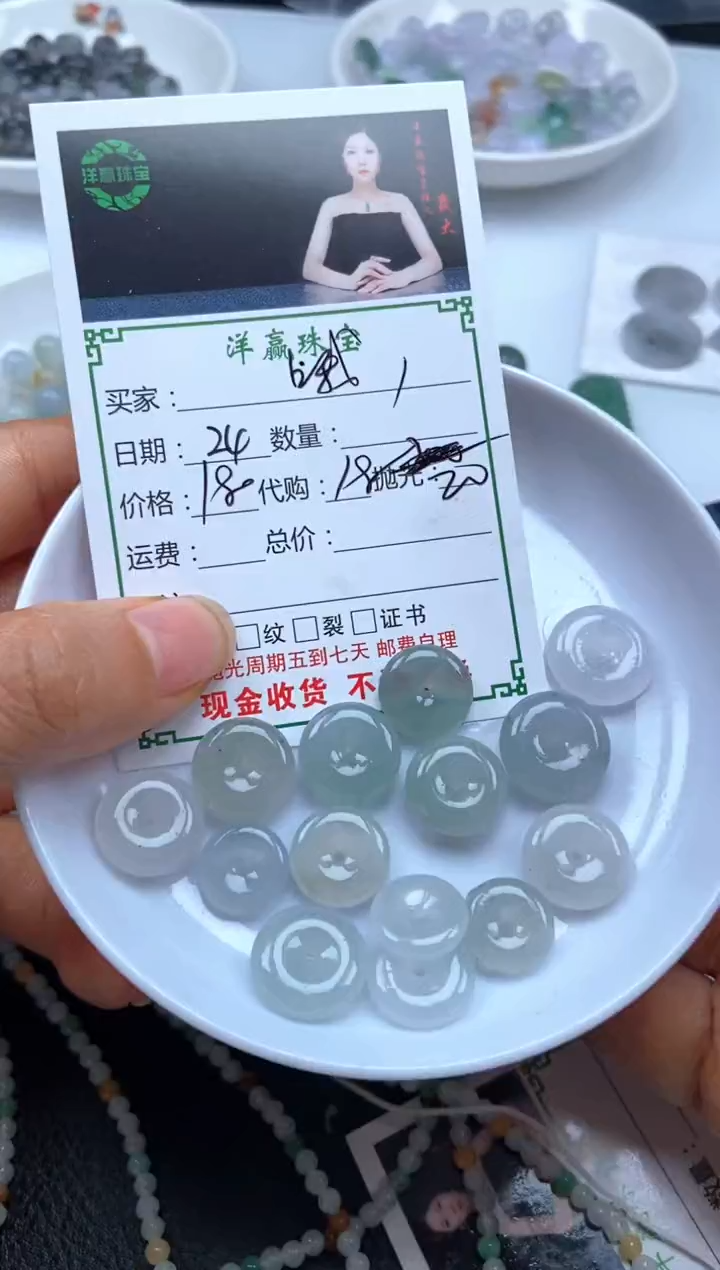 洋赢珠宝
洋赢珠宝
买家：
日期：24 数量：
价格：180 代购：18 抛光：20
运费： 总价：
纹 裂 证书
抛光周期五到七天 邮费自理
现金收货 不